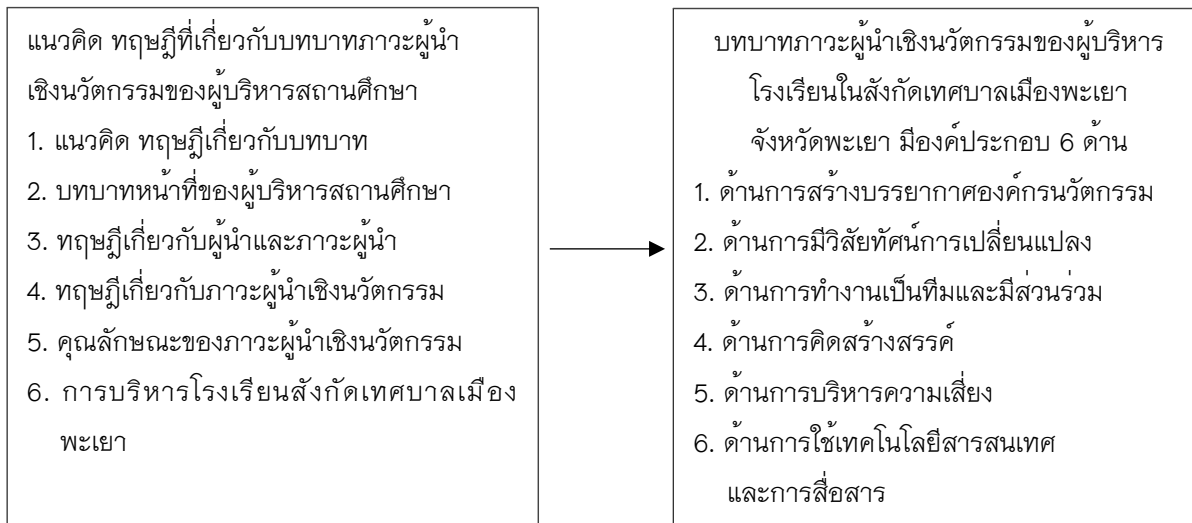 แนวคิด ทฤษฎีที่เกี่ยวกับบทบาทภาวะผู้นำ
เชิงนวัตกรรมของผู้บริหารสถานศึกษา
1. แนวคิด ทฤษฎีเกี่ยวกับบทบาท
2. บทบาทหน้าที่ของผู้บริหารสถานศึกษา
3. ทฤษฎีเกี่ยวกับผู้นำและภาวะผู้นำ
4. ทฤษฎีเกี่ยวกับภาวะผู้นำเชิงนวัตกรรม
5. คุณลักษณะของภาวะผู้นำเชิงนวัตกรรม
6. การบริหารโรงเรียนสังกัดเทศบาลเมือง
พะเยา
บทบาทภาวะผู้นำเชิงนวัตกรรมของผู้บริหาร
โรงเรียนในสังกัดเทศบาลเมืองพะเยา
จังหวัดพะเยา มีองค์ประกอบ 6 ด้าน
1. ด้านการสร้างบรรยากาศองค์กรนวัตกรรม
2. ด้านการมีวิสัยทัศน์การเปลี่ยนแปลง
3. ด้านการทำงานเป็นทีมและมีส่วนร่วม
4. ด้านการคิดสร้างสรรค์
5. ด้านการบริหารความเสี่ยง
6. ด้านการใช้เทคโนโลยีสารสนเทศ
และการสื่อสาร